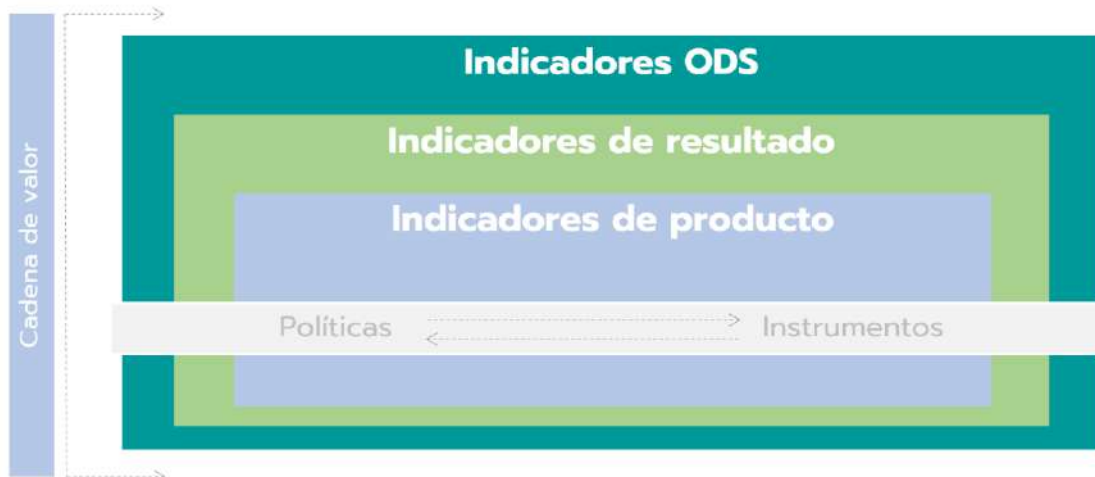 Indicadores ODS
Indicadores de resultado
Cadena de valor
Indicadores de producto
Políticas
Instrumentos